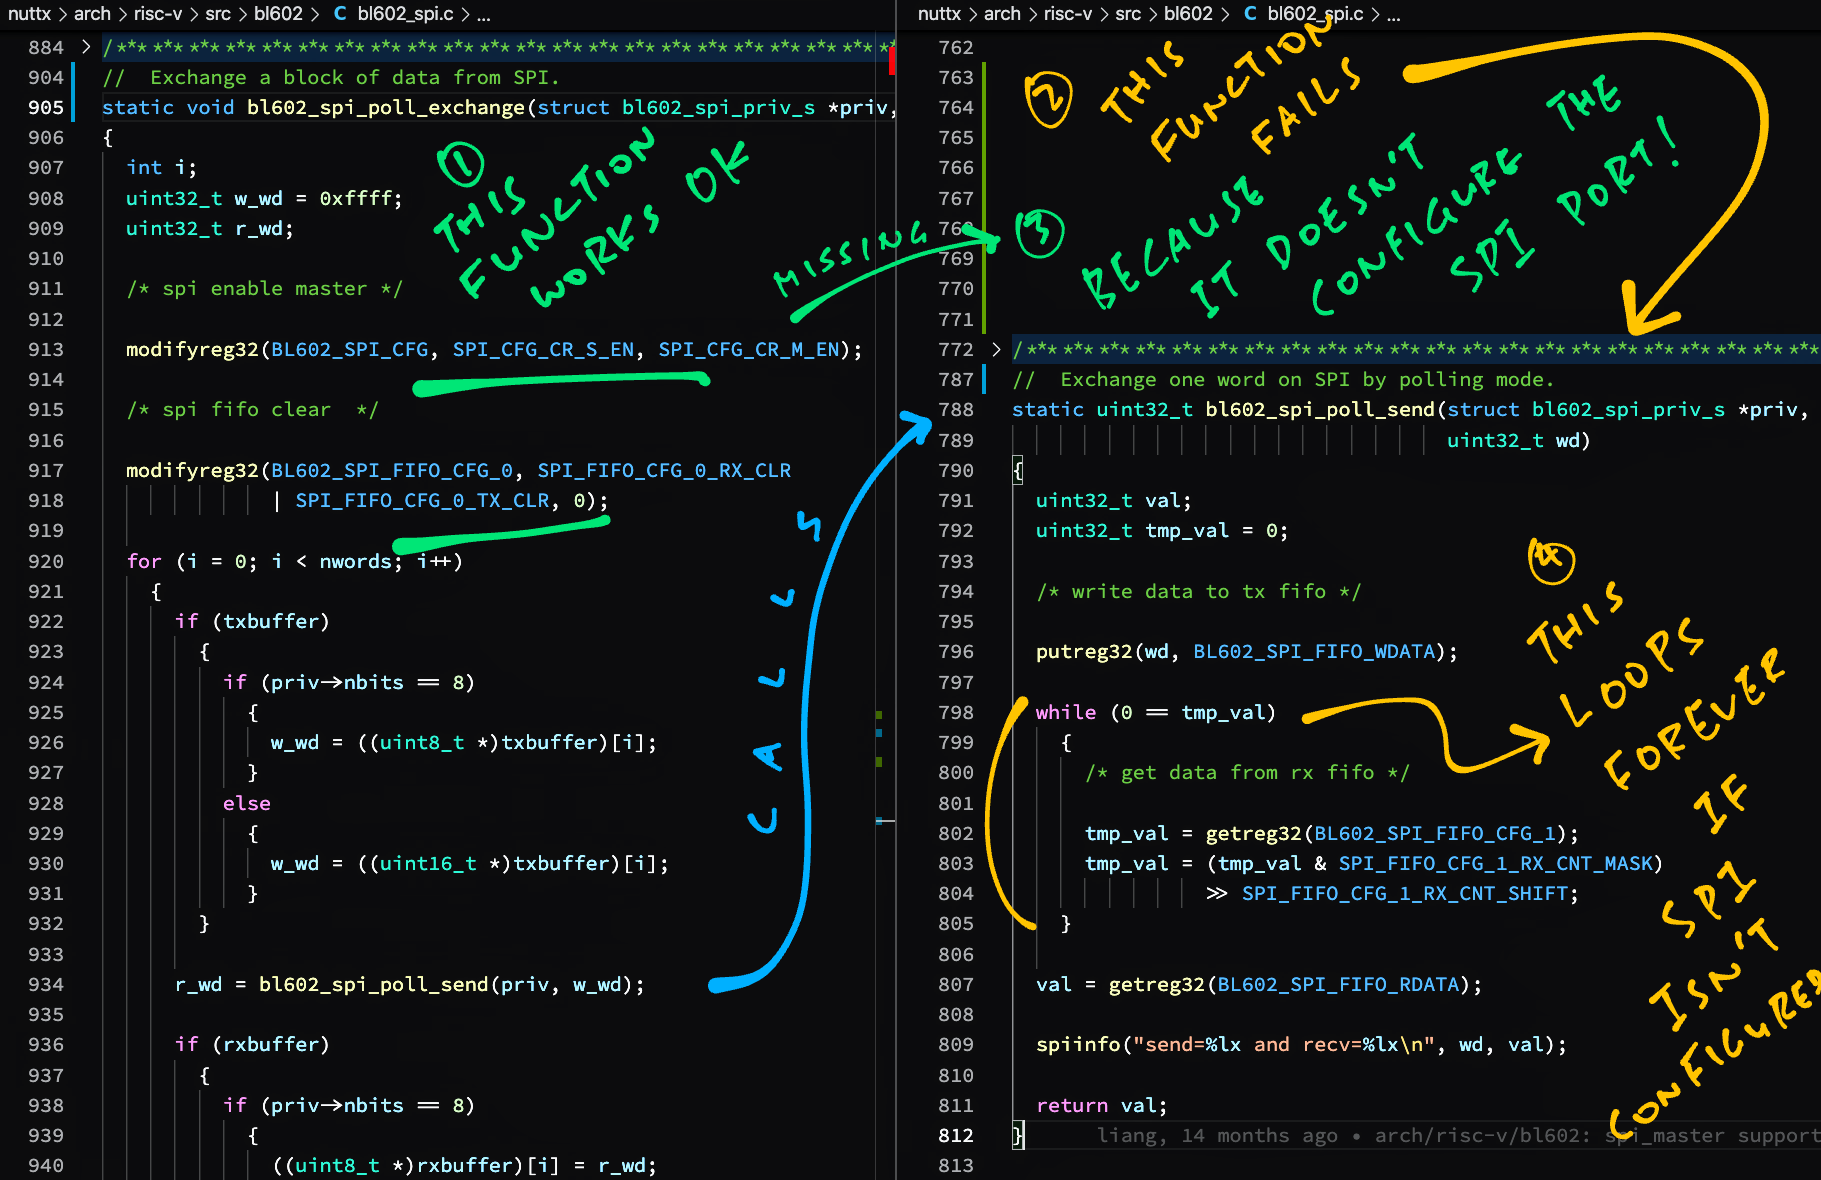 nuttx > arch > risc-v > src > bl602 > C bl602_spi.c > ...
884 > /****************************************************************
904 // Exchange a block of data from SPI.
905 static void bl602_spi_poll_exchange(struct bl602_spi_priv_s *priv,
906 {
907 int i;
908 uint32_t w_wd = 0xffff;
909 uint32_t r_wd;
910
911 /* spi enable master */
912
913 modifyreg32(BL602_SPI_CFG, SPI_CFG_CR_S_EN, SPI_CFG_CR_M_EN);
914
915 /* spi fifo clear */
916
917 modifyreg32(BL602_SPI_FIFO_CFG_0, SPI_FIFO_CFG_0_RX_CLR
918 | SPI_FIFO_CFG_0_TX_CLR, 0);
919
920 for (i = 0; i < nwords; i++)
921 {
922 if (txbuffer)
923 {
924 if (priv->nbits == 8)
925 {
926 w_wd = ((uint8_t *)txbuffer)[i];
927 }
928 else
929 {
930 w_wd = ((uint16_t *)txbuffer)[i];
931 }
932 }
933
934 r_wd = bl602_spi_poll_send(priv, w_wd);
935
936 if (rxbuffer)
937 {
938 if (priv->nbits == 8)
939 {
940 ((uint8_t *)rxbuffer)[i] = r_wd;
1 THIS
FUNCTION
WORKS OK
MISSING
CALLS
nuttx > arch > risc-v > src > bl602 > C bl602_spi.c > ...
762
763
764
765
766
767
768
769
770
771
772 > /****************************************************************
787 // Exchange one word on SPI by polling mode.
788 static uint32_t bl602_spi_poll_send(struct bl602_spi_priv_s *priv,
789 uint32_t wd)
790 {
791 uint32_t val;
792 uint32_t tmp_val = 0;
793
794 /* write data to tx fifo */
795
796 putreg32(wd, BL602_SPI_FIFO_WDATA);
797
798 while (0 == tmp_val)
799 {
800 /* get data from rx fifo */
801
802 tmp_val = getreg32(BL602_SPI_FIFO_CFG_1);
803 tmp_val = (tmp_val & SPI_FIFO_CFG_1_RX_CNT_MASK)
804 >> SPI_FIFO_CFG_1_RX_CNT_SHIFT;
805 }
806
807 val = getreg32(BL602_SPI_FIFO_RDATA);
808
809 spiinfo("send=%lx and recv=%lx\n", wd, val);
810
811 return val;
812 } liang, 14 months ago • arch/risc-v/bl602: spi_master support
813
2 THIS
FUNCTION
FAILS
3 BECAUSE
IT DOESN'T
CONFIGURE THE
SPI PORT!
4
THIS
LOOPS
FOREVER
IF
SPI
ISN'T
CONFIGURED